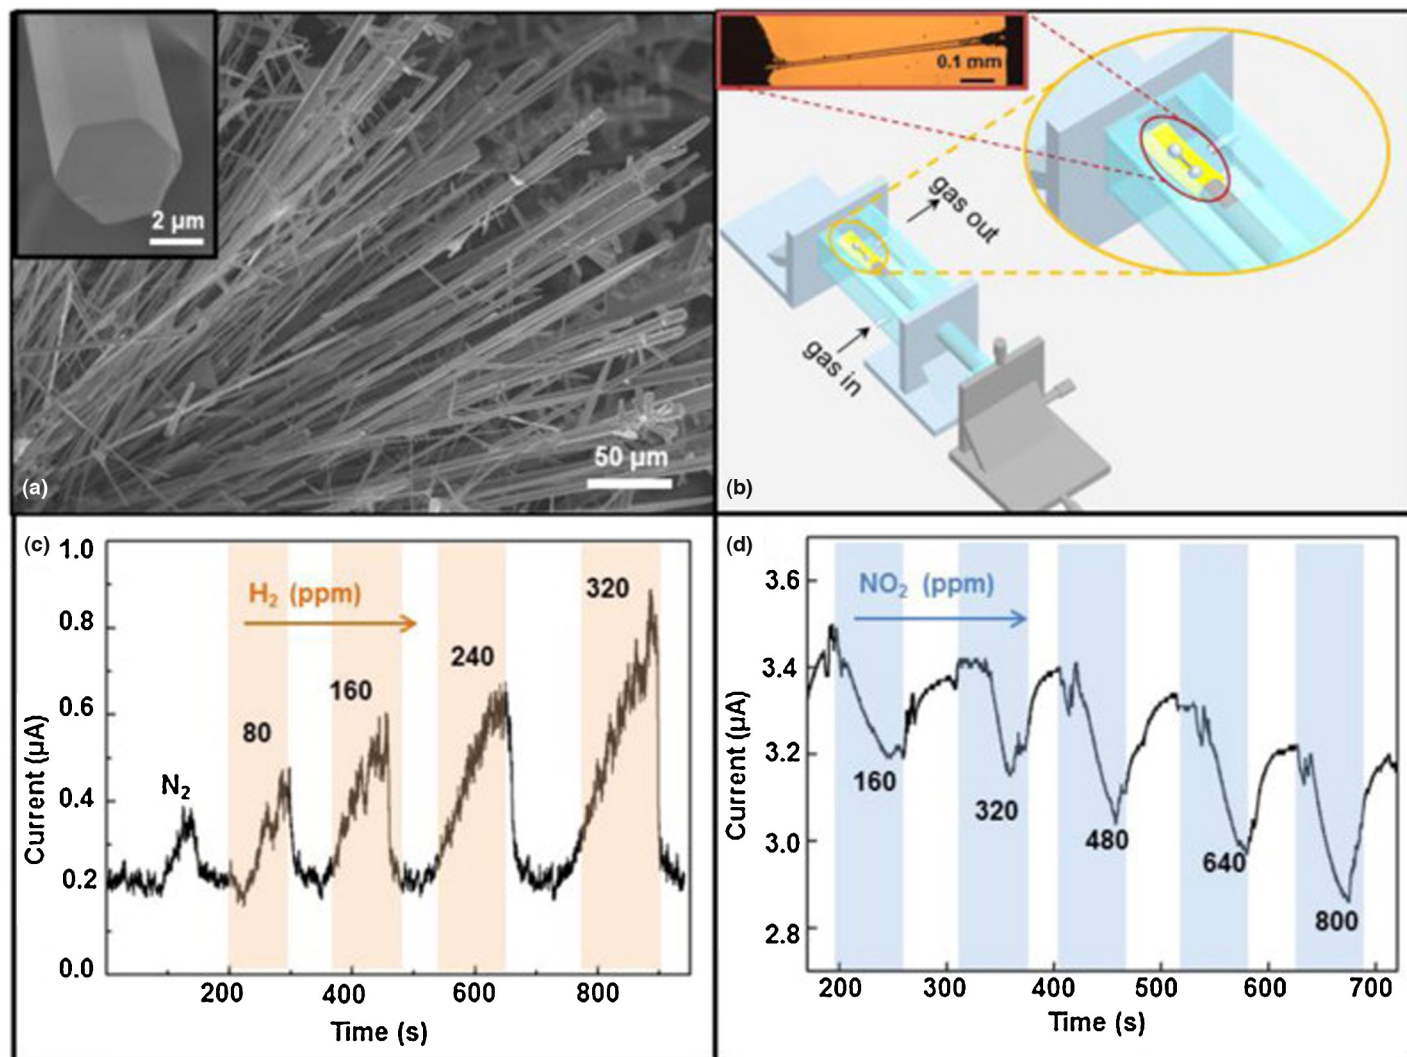 2 μm
50 μm
(a)
0.1 mm
gas out
gas in
(b)
(c)
1.0
0.8
0.6
0.4
0.2
0.0
Current (μA)
H₂ (ppm)
N₂
80
160
240
320
200
400
600
800
Time (s)
(d)
3.6
3.4
3.2
3.0
2.8
Current (μA)
NO₂ (ppm)
160
320
480
640
800
200
300
400
500
600
700
Time (s)